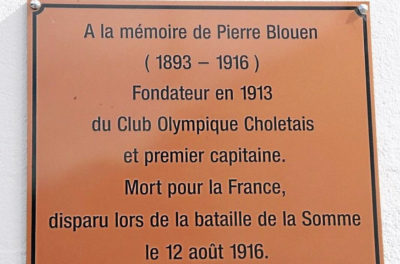 A la mémoire de Pierre Blouen
( 1893 – 1916 )
Fondateur en 1913
du Club Olympique Choletais
et premier capitaine.
Mort pour la France,
disparu lors de la bataille de la Somme
le 12 août 1916.